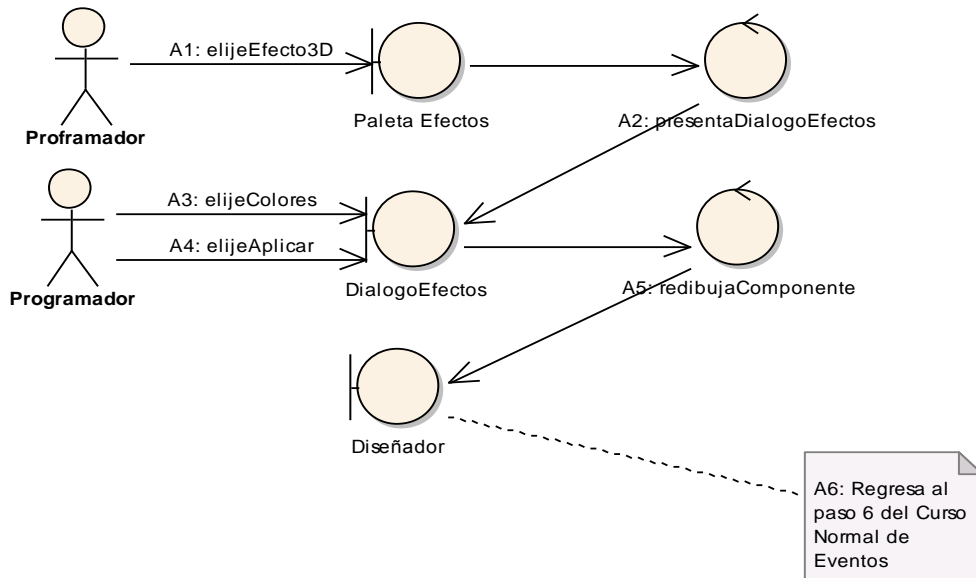 A1: elijeEfecto3D
Paleta Efectos
A2: presentaDialogoEfectos
Proframador
A3: elijeColores
A4: elijeAplicar
Programador
DialogoEfectos
A5: redibujaComponente
Diseñador
A6: Regresa al
paso 6 del Curso
Normal de
Eventos